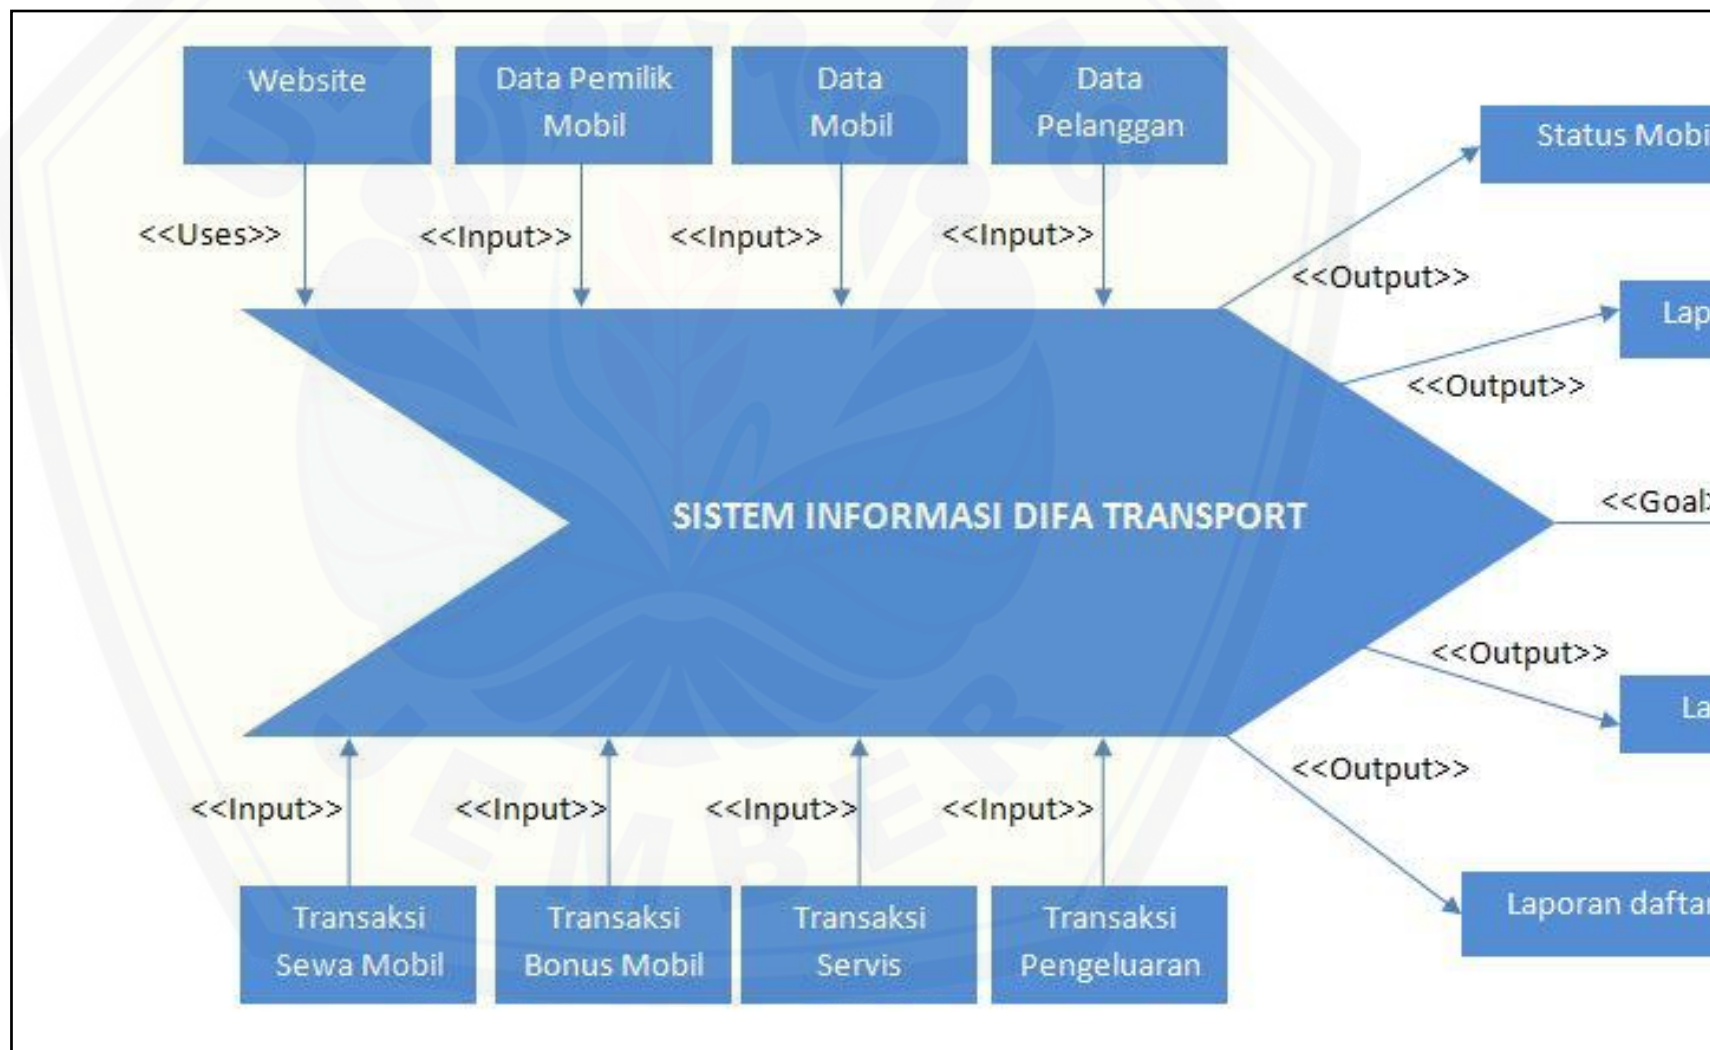 Website
Data Pemilik
Mobil
Data
Mobil
Data
Pelanggan
Status Mobi
<<Uses>>
<<Input>>
<<Input>>
<<Input>>
<<Output>>
Lap
<<Output>>
SISTEM INFORMASI DIFA TRANSPORT
<<Goal>
<<Output>>
La
<<Output>>
<<Input>>
<<Input>>
<<Input>>
<<Input>>
Transaksi
Sewa Mobil
Transaksi
Bonus Mobil
Transaksi
Servis
Transaksi
Pengeluaran
Laporan daftar
JEMBER